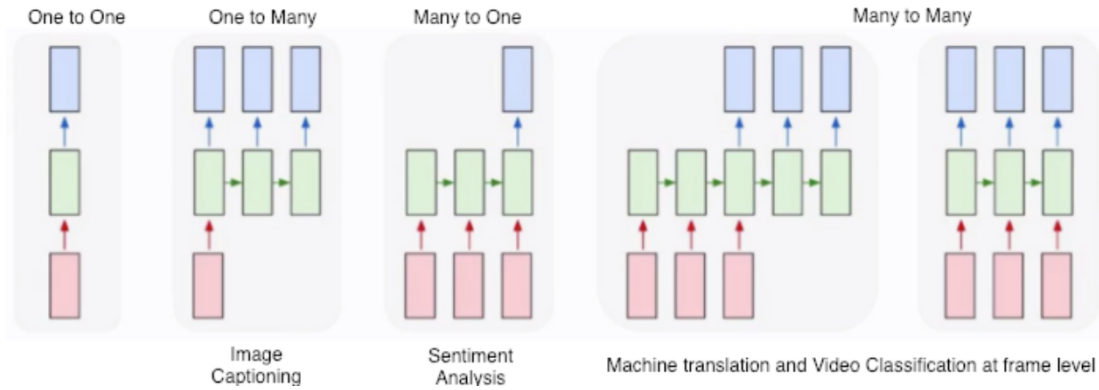 One to One
One to Many
Many to One
Many to Many
Image
Captioning
Sentiment
Analysis
Machine translation and Video Classification at frame level